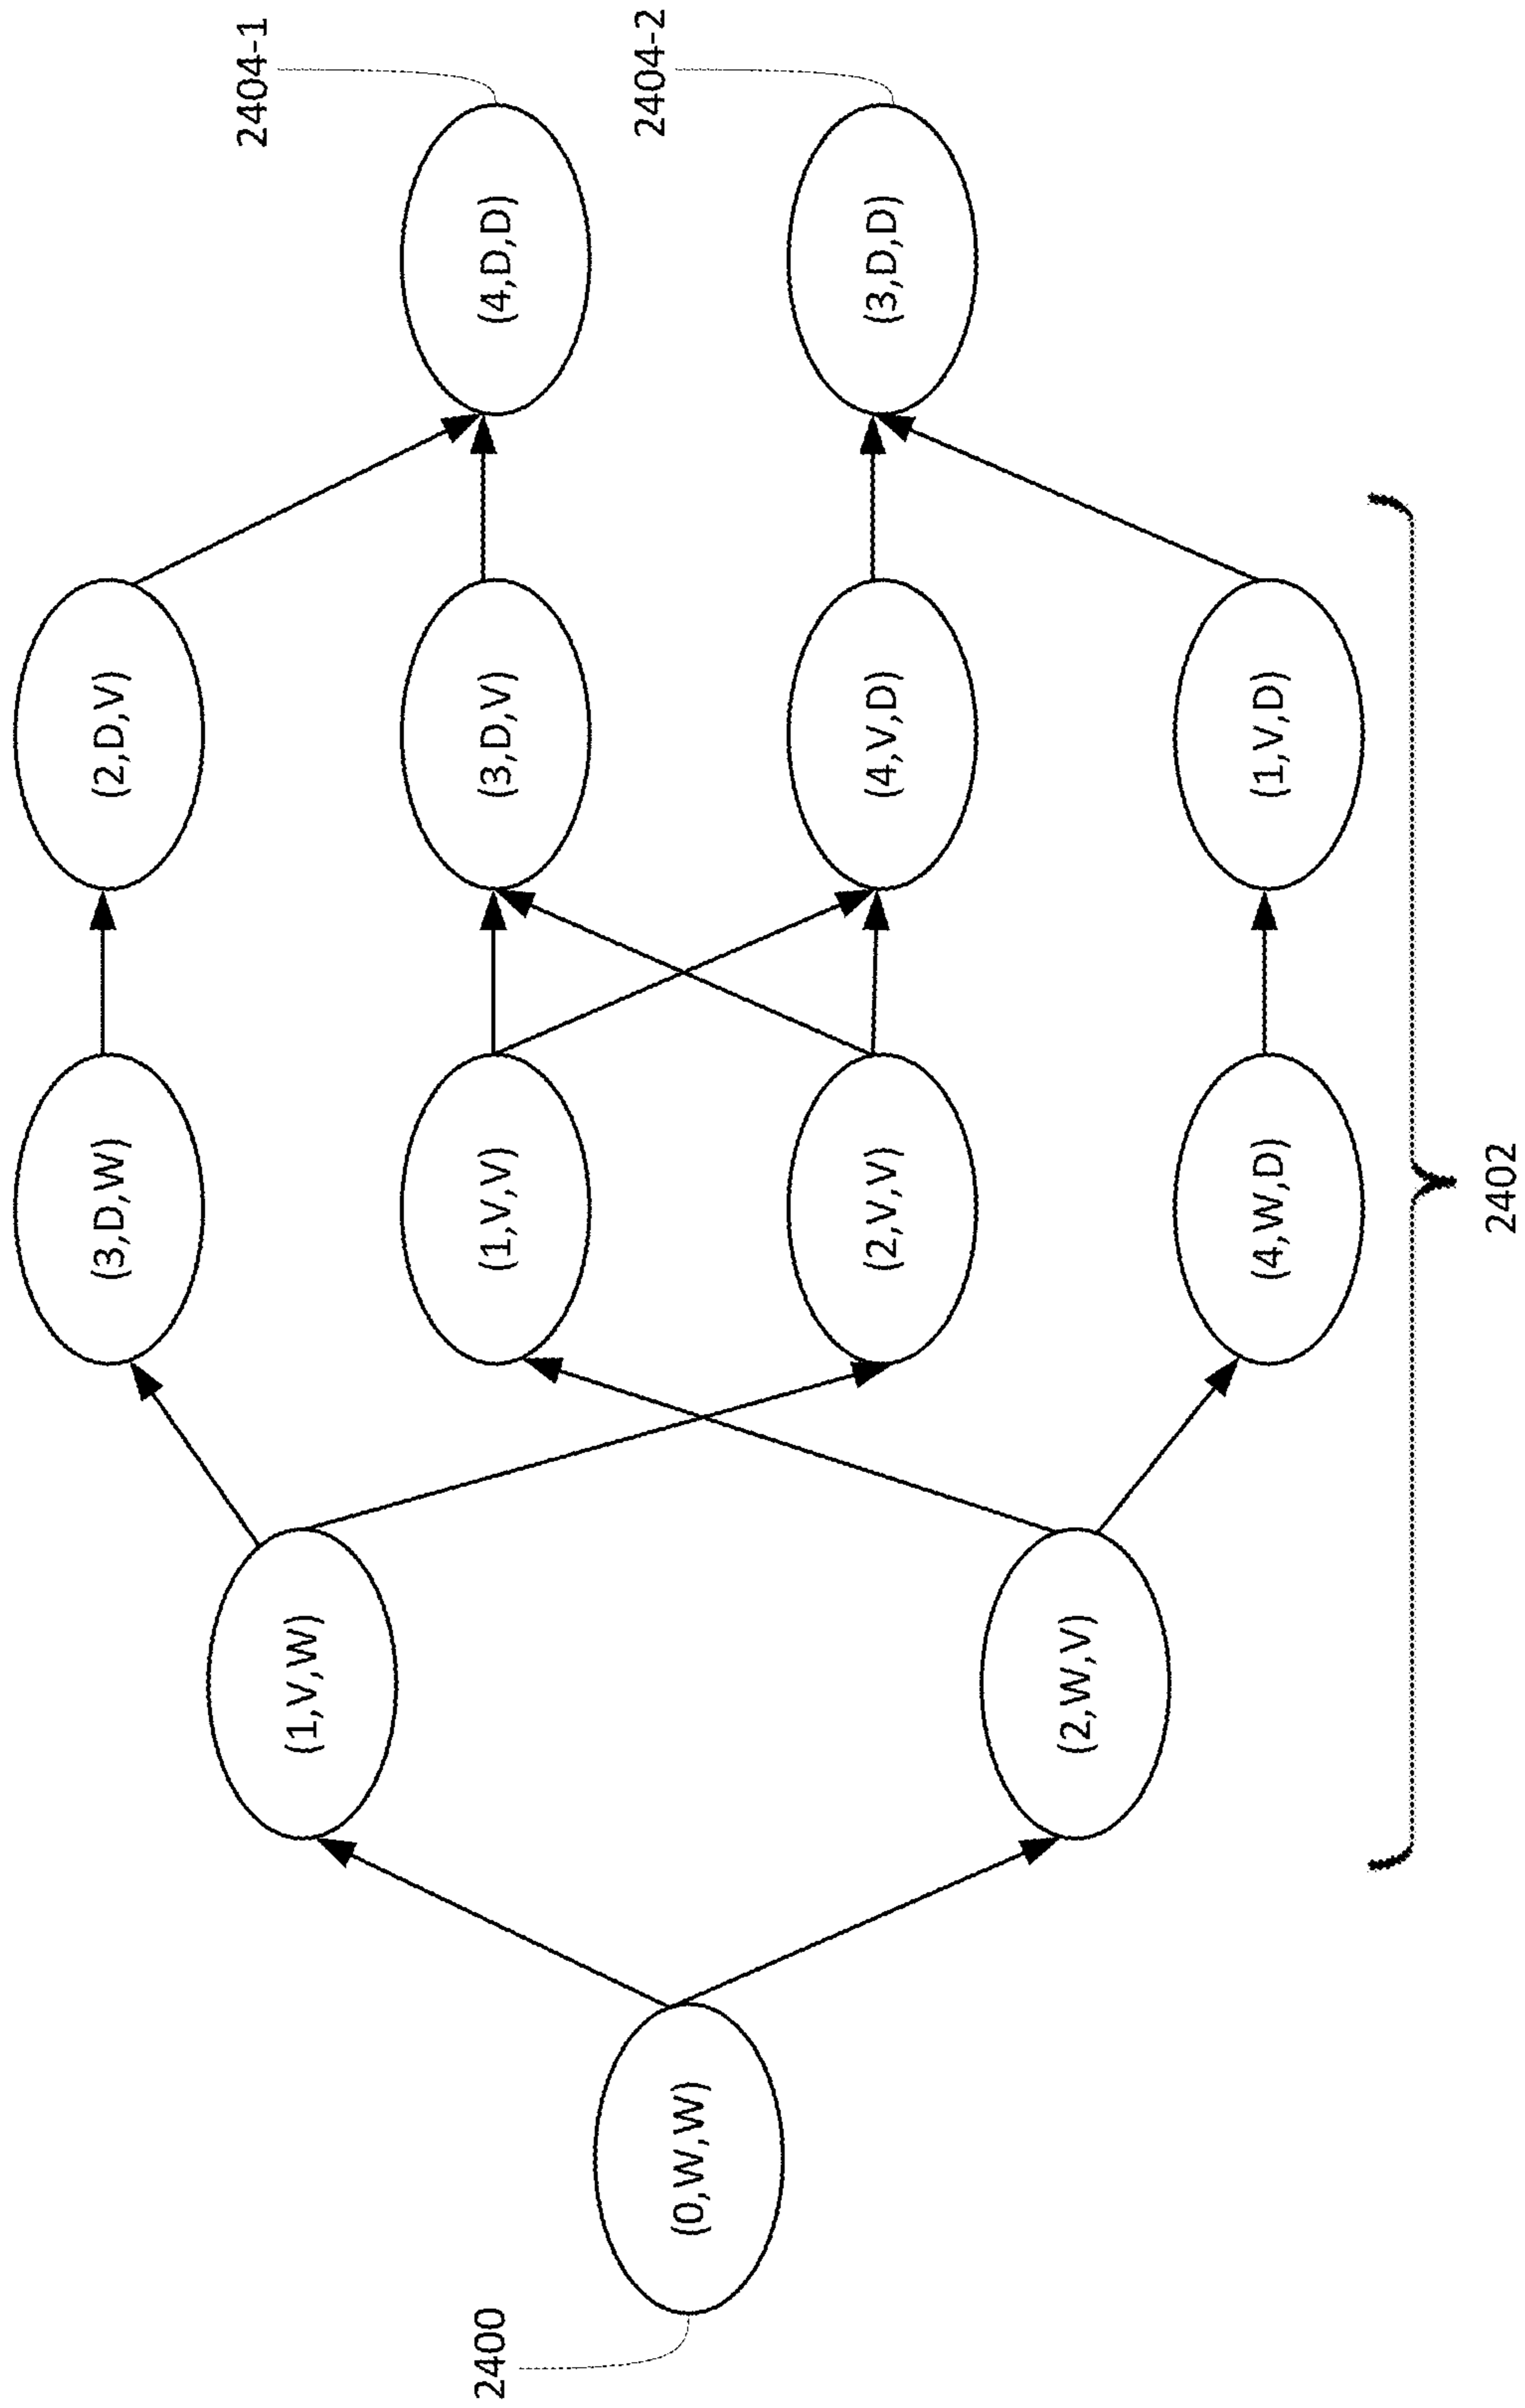 2400
(0,W,W)
(1,V,W)
(2,W,V)
(3,D,W)
(1,V,V)
(2,V,V)
(4,W,D)
(2,D,V)
(3,D,V)
(4,V,D)
(1,V,D)
2404-1
(4,D,D)
2404-2
(3,D,D)
2402